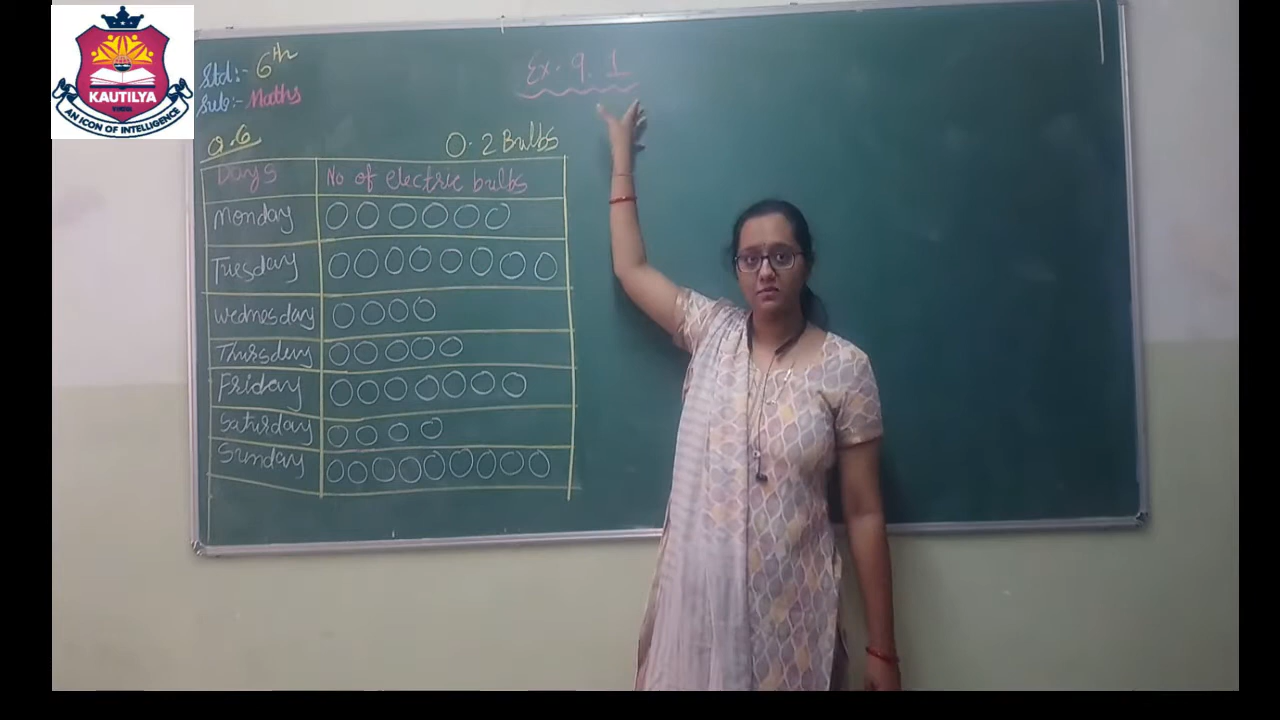 KAUTILYA
AN ICON OF INTELLIGENCE
Std:- 6th
Sub:- Maths
Ex. 9.1
Q.6
O. 2 Bulbs
Days No of electric bulbs
Monday
Tuesday
Wednesday
Thursday
Friday
Saturday
Sunday